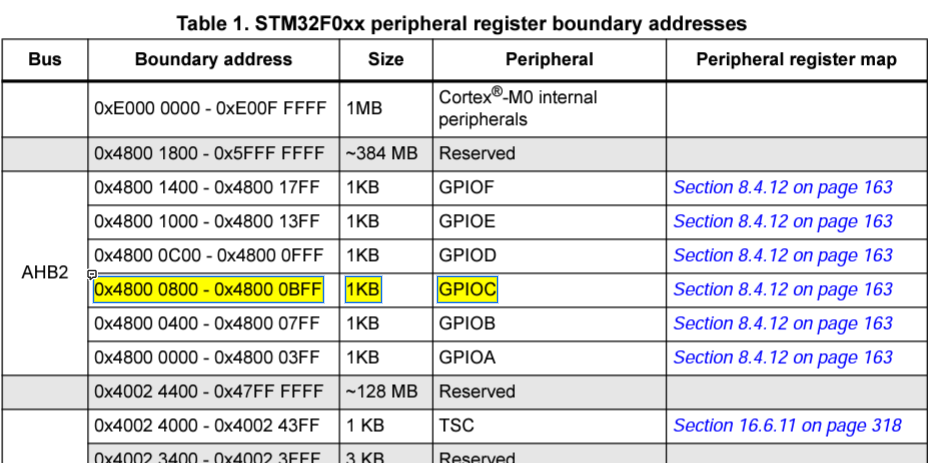 Table 1. STM32F0xx peripheral register boundary addresses
Bus Boundary address Size Peripheral Peripheral register map
0xE000 0000 - 0xE00F FFFF 1MB Cortex®-M0 internal peripherals
0x4800 1800 - 0x5FFF FFFF ~384 MB Reserved
AHB2
0x4800 1400 - 0x4800 17FF 1KB GPIOF Section 8.4.12 on page 163
0x4800 1000 - 0x4800 13FF 1KB GPIOE Section 8.4.12 on page 163
0x4800 0C00 - 0x4800 0FFF 1KB GPIOD Section 8.4.12 on page 163
0x4800 0800 - 0x4800 0BFF 1KB GPIOC Section 8.4.12 on page 163
0x4800 0400 - 0x4800 07FF 1KB GPIOB Section 8.4.12 on page 163
0x4800 0000 - 0x4800 03FF 1KB GPIOA Section 8.4.12 on page 163
0x4002 4400 - 0x47FF FFFF ~128 MB Reserved
0x4002 4000 - 0x4002 43FF 1 KB TSC Section 16.6.11 on page 318
0x4002 3400 - 0x4002 3FFF 3 KB Reserved